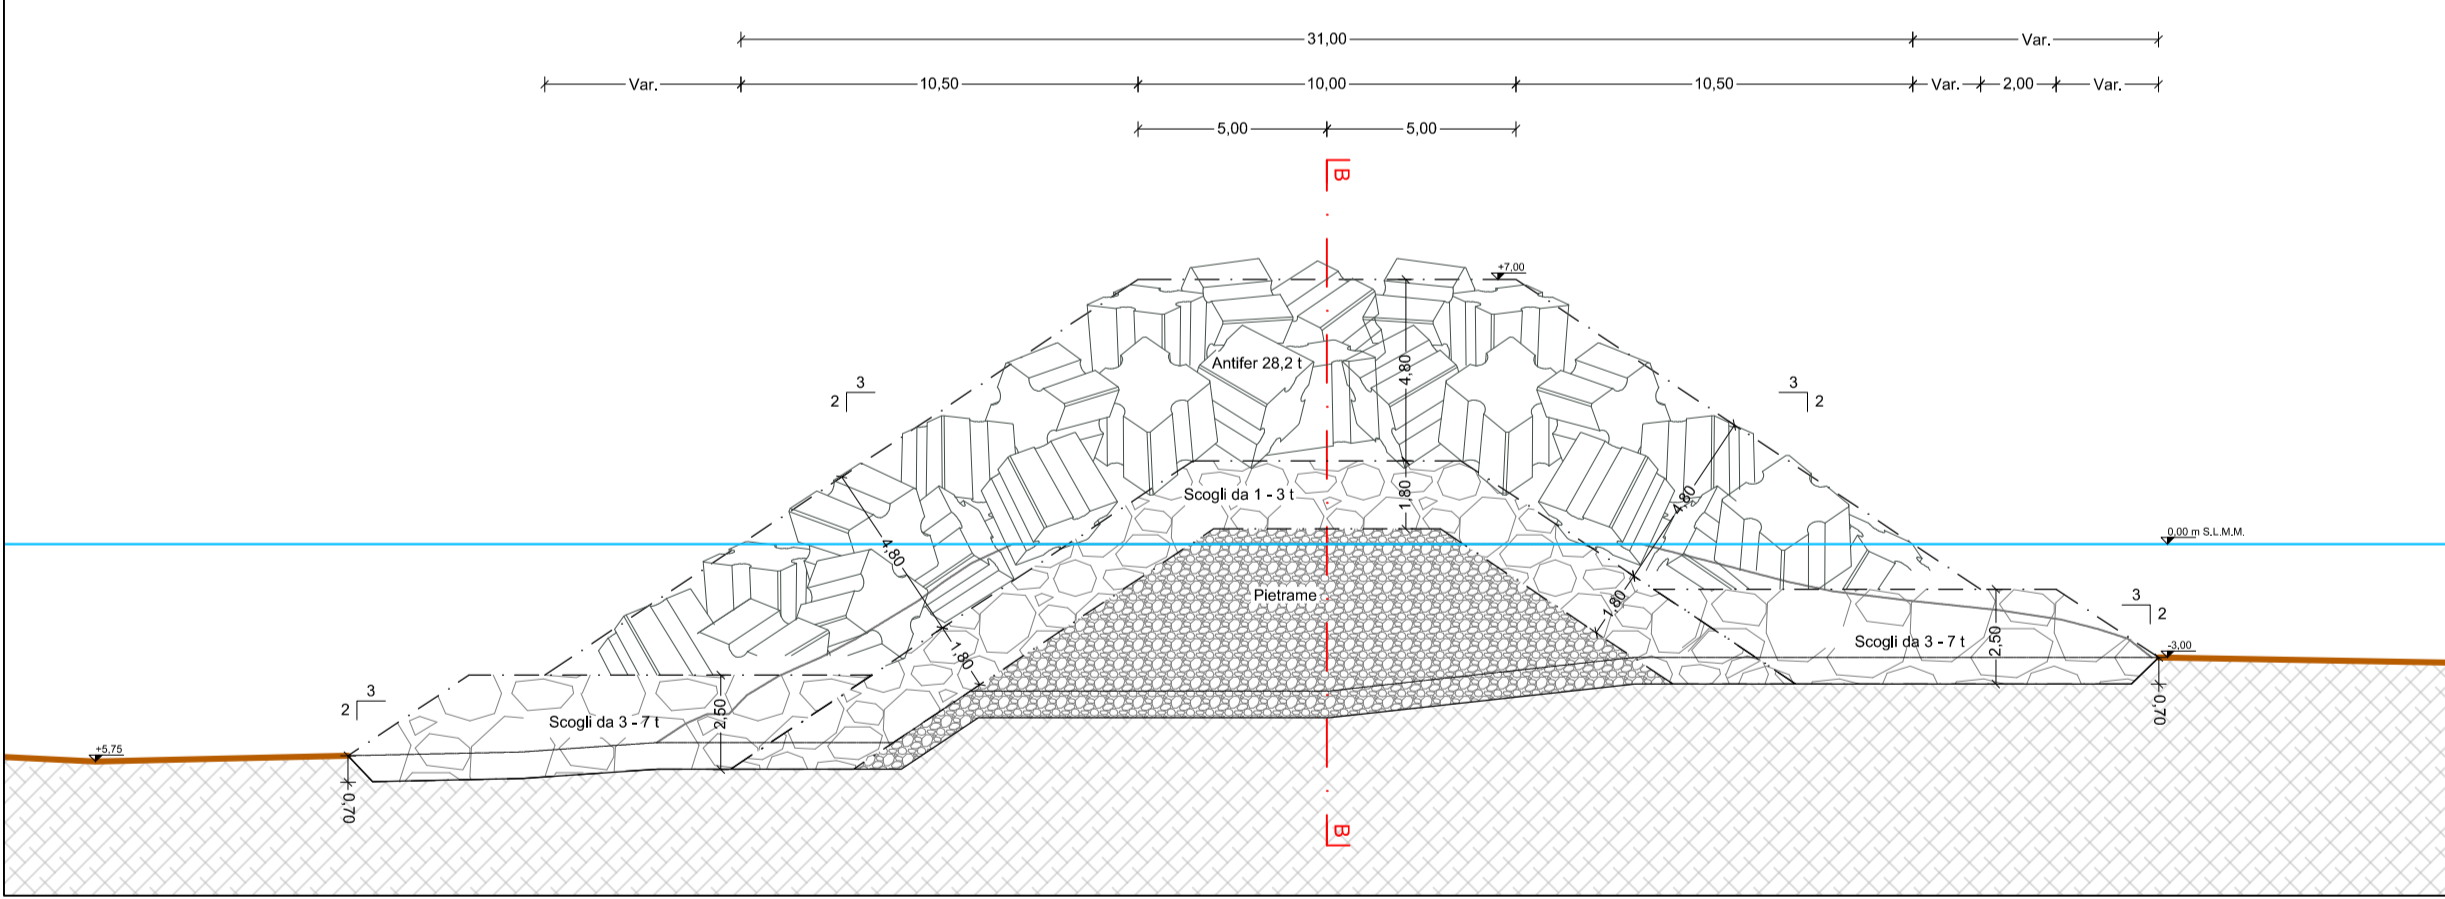 31,00 Var.
Var. 10,50 10,00 10,50 Var. 2,00 Var.
5,00 5,00
B
+7,00
Antifer 28,2 t
4,80
3
2
3
2
Scogli da 1 - 3 t
1,80
4,80
4,80
0,00 m S.L.M.M.
Pietrame
1,80
3
2
Scogli da 3 - 7 t
2,50
-3,00
1,80
3
2
Scogli da 3 - 7 t
2,50
0,70
+5,75
0,70
B